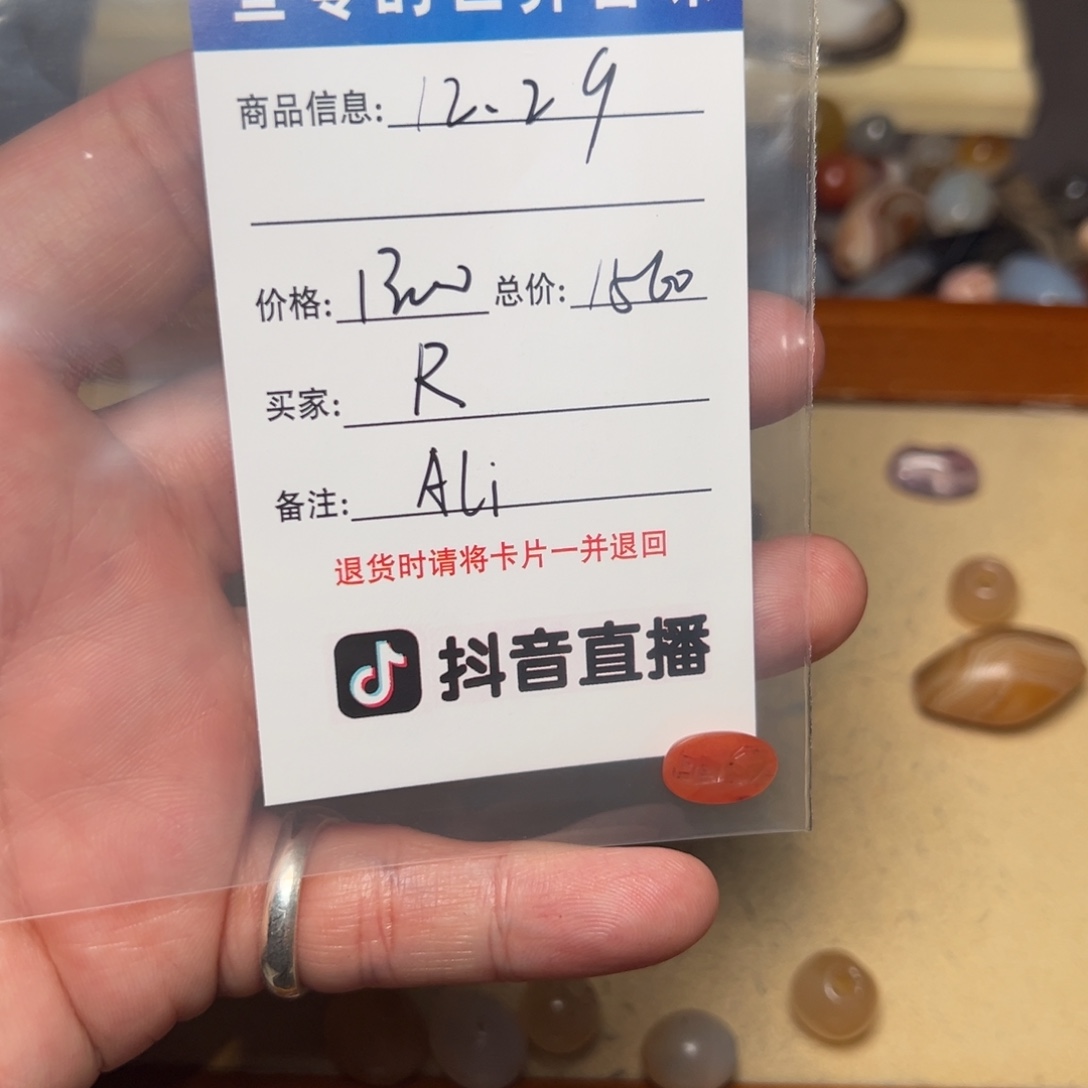 商品信息: 12.29
价格: 1300 总价: 1560
买家: R
备注: ALi
退货时请将卡片一并退回
抖音直播